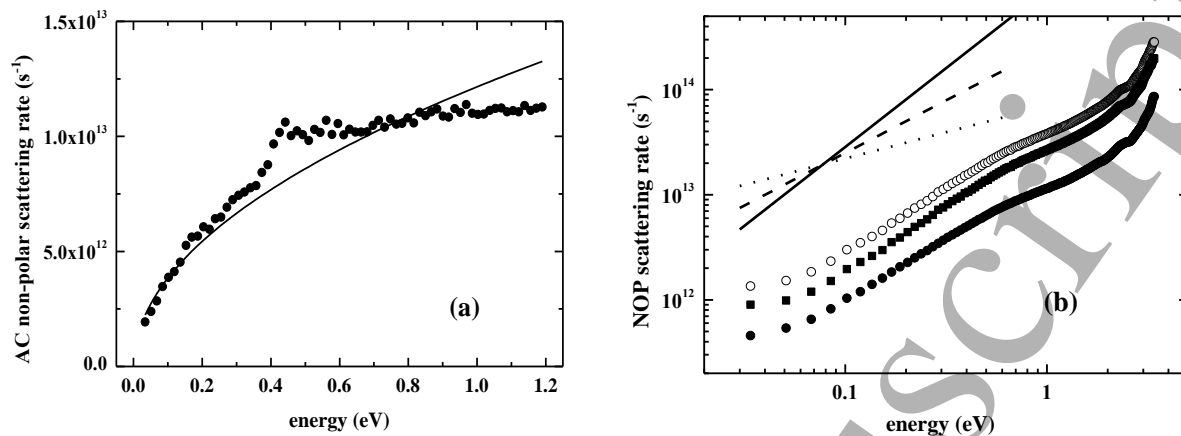 1.5x10¹³
1.0x10¹³
5.0x10¹²
0.0
AC non-polar scattering rate (s⁻¹)
(a)
0.0 0.2 0.4 0.6 0.8 1.0 1.2
energy (eV)
10¹⁴
10¹³
10¹²
NOP scattering rate (s⁻¹)
(b)
0.1 1
energy (eV)
scrip